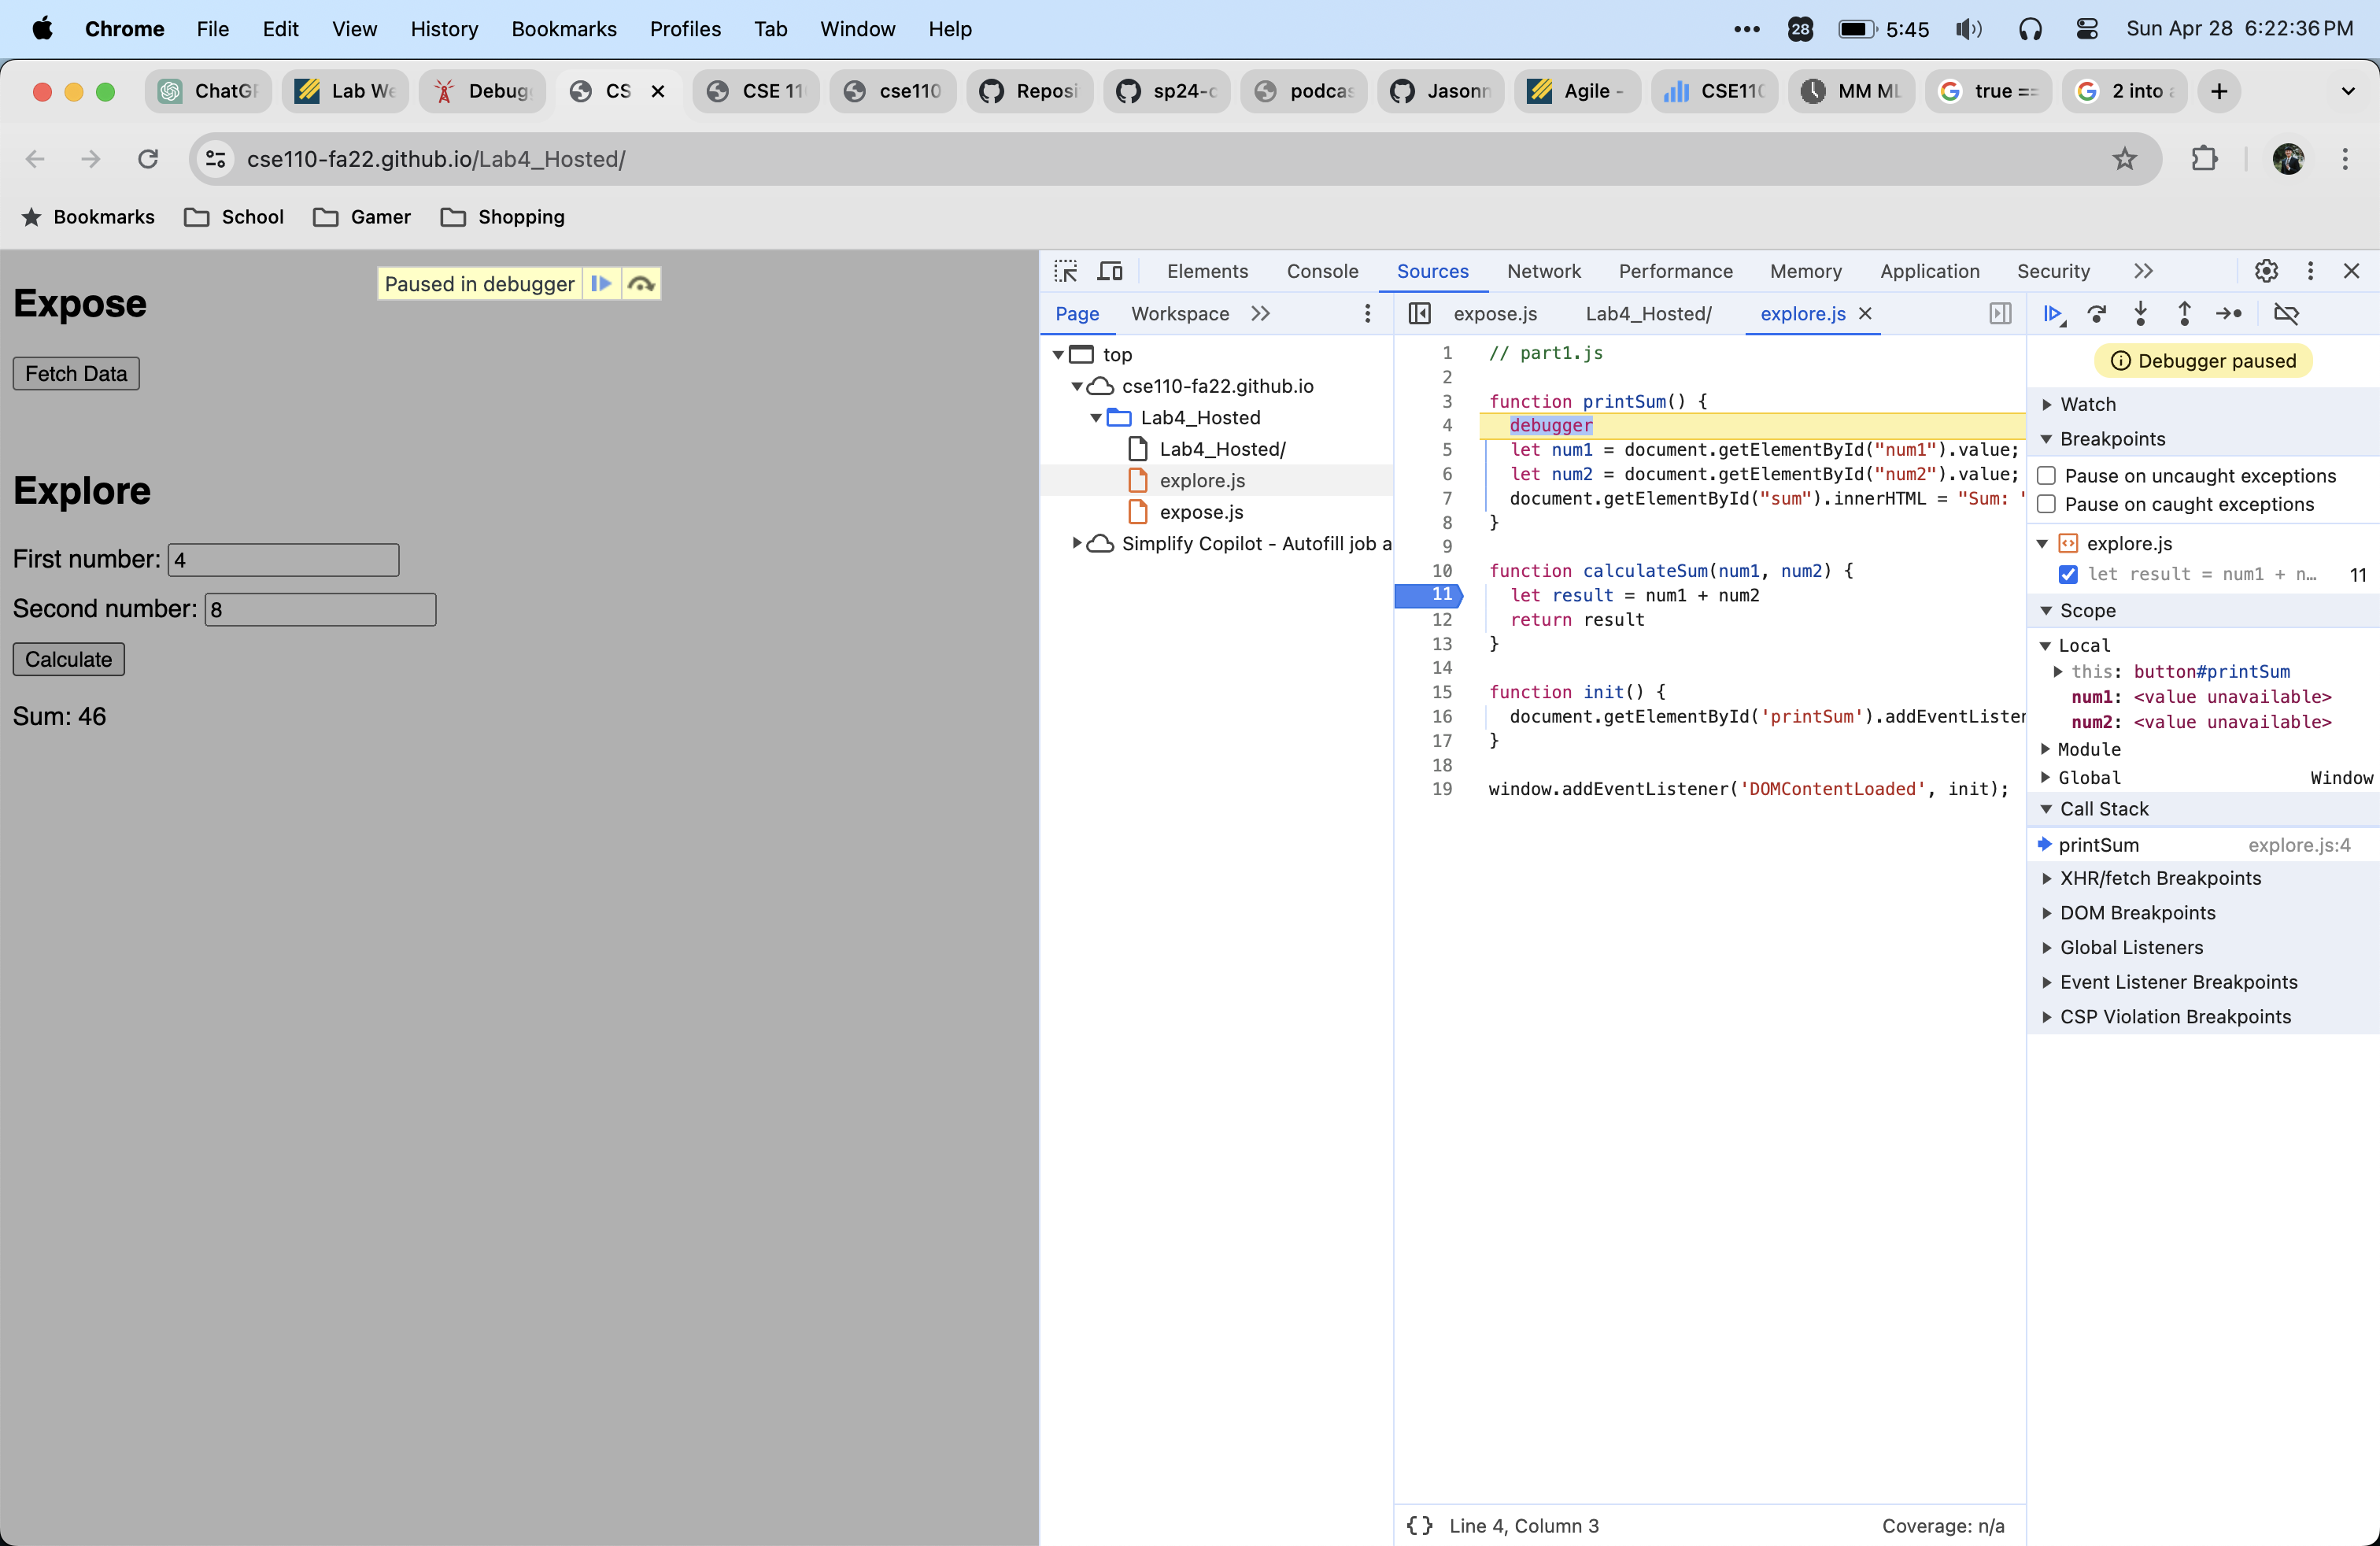 Chrome File Edit View History Bookmarks Profiles Tab Window Help ••• 28 5:45 Sun Apr 28 6:22:36 PM
ChatG Lab We Debug CS CSE 11 cse110 Reposi sp24-c podcas Jasonn Agile - CSE110 MM ML true == 2 into
cse110-fa22.github.io/Lab4_Hosted/
Bookmarks School Gamer Shopping
Paused in debugger
Expose
Fetch Data
Explore
First number: 4
Second number: 8
Calculate
Sum: 46
Elements Console Sources Network Performance Memory Application Security
Page Workspace
top
cse110-fa22.github.io
Lab4_Hosted
Lab4_Hosted/
explore.js
expose.js
Simplify Copilot - Autofill job a
expose.js Lab4_Hosted/ explore.js
1 // part1.js
2
3 function printSum() {
4 debugger
5 let num1 = document.getElementById("num1").value;
6 let num2 = document.getElementById("num2").value;
7 document.getElementById("sum").innerHTML = "Sum: "
8 }
9
10 function calculateSum(num1, num2) {
11 let result = num1 + num2
12 return result
13 }
14
15 function init() {
16 document.getElementById('printSum').addEventListen
17 }
18
19 window.addEventListener('DOMContentLoaded', init);
{} Line 4, Column 3 Coverage: n/a
Debugger paused
Watch
Breakpoints
Pause on uncaught exceptions
Pause on caught exceptions
explore.js
let result = num1 + n… 11
Scope
Local
this: button#printSum
num1: <value unavailable>
num2: <value unavailable>
Module
Global Window
Call Stack
printSum explore.js:4
XHR/fetch Breakpoints
DOM Breakpoints
Global Listeners
Event Listener Breakpoints
CSP Violation Breakpoints